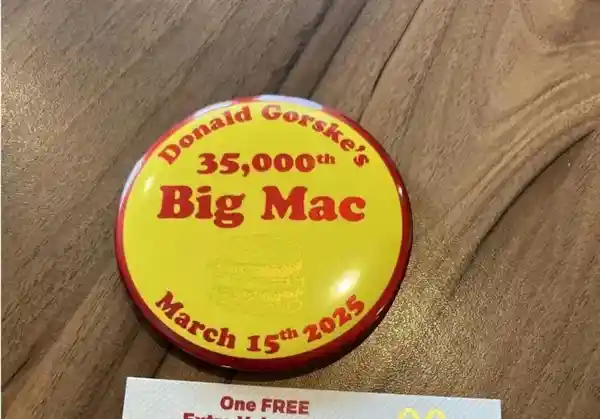 Donald Gorske's
35,000th
Big Mac
March 15th 2025
One FREE